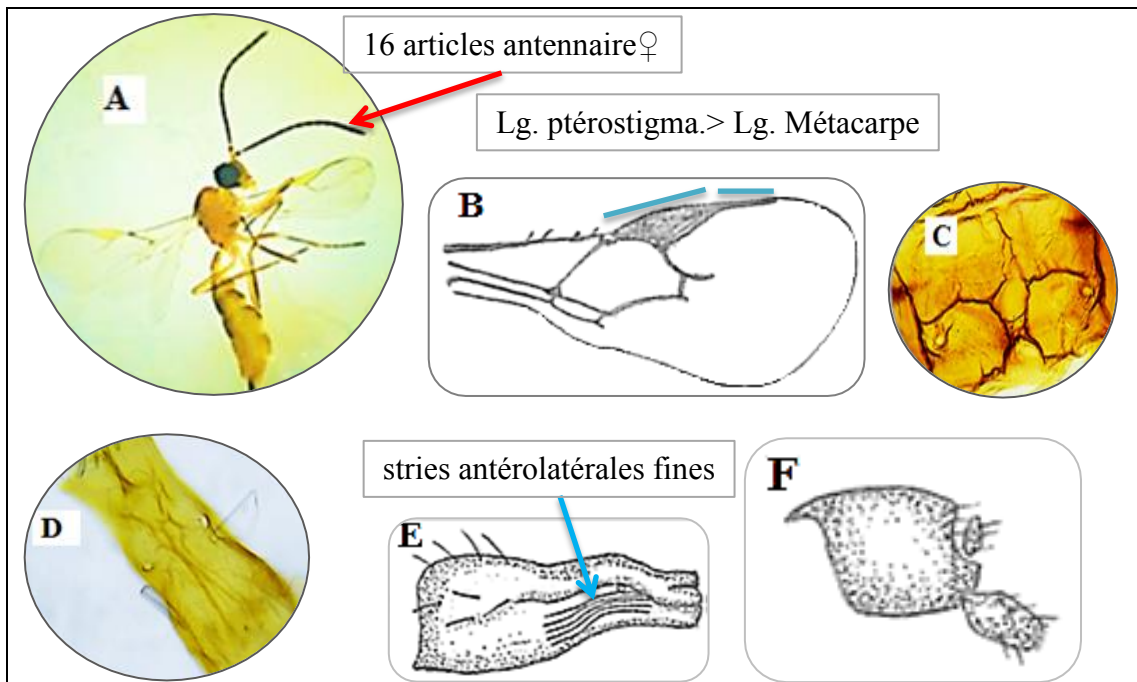 16 articles antennaire♀
A
Lg. ptérostigma.> Lg. Métacarpe
B
C
stries antérolatérales fines
D
E
F